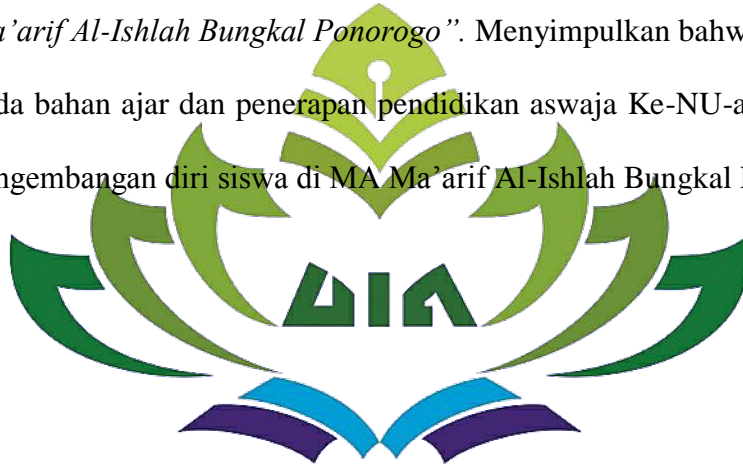 a’arif Al-Ishlah Bungkal Ponorogo”. Menyimpulkan bahw
da bahan ajar dan penerapan pendidikan aswaja Ke-NU-a
ngembangan diri siswa di MA Ma’arif Al-Ishlah Bungkal
UIN